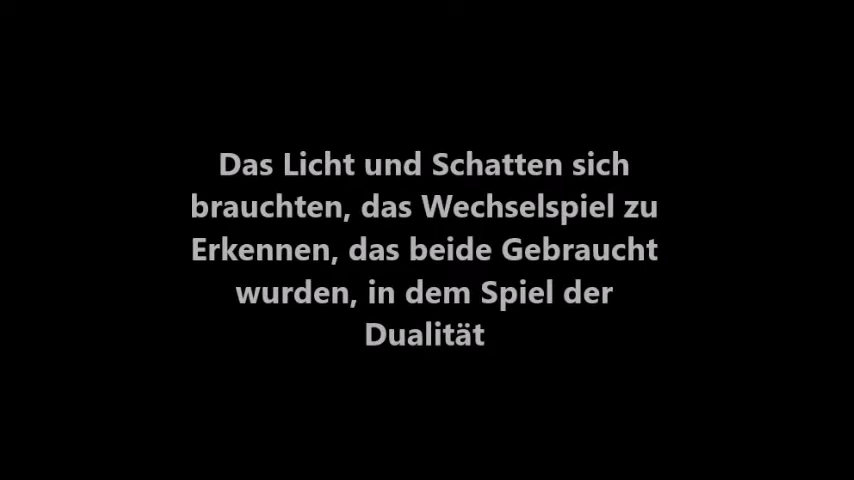 Das Licht und Schatten sich
brauchten, das Wechselspiel zu
Erkennen, das beide Gebraucht
wurden, in dem Spiel der
Dualität